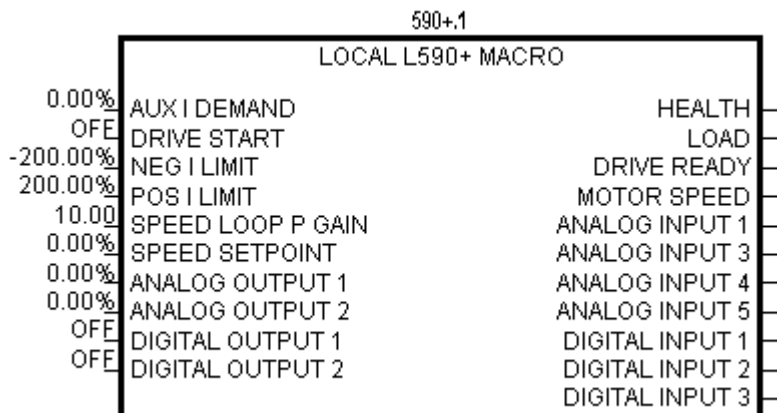 590+.1
LOCAL L590+ MACRO
0.00% AUX I DEMAND HEALTH
OFF DRIVE START LOAD
-200.00% NEG I LIMIT DRIVE READY
200.00% POS I LIMIT MOTOR SPEED
10.00 SPEED LOOP P GAIN ANALOG INPUT 1
0.00% SPEED SETPOINT ANALOG INPUT 3
0.00% ANALOG OUTPUT 1 ANALOG INPUT 4
0.00% ANALOG OUTPUT 2 ANALOG INPUT 5
OFF DIGITAL OUTPUT 1 DIGITAL INPUT 1
OFF DIGITAL OUTPUT 2 DIGITAL INPUT 2
DIGITAL INPUT 3